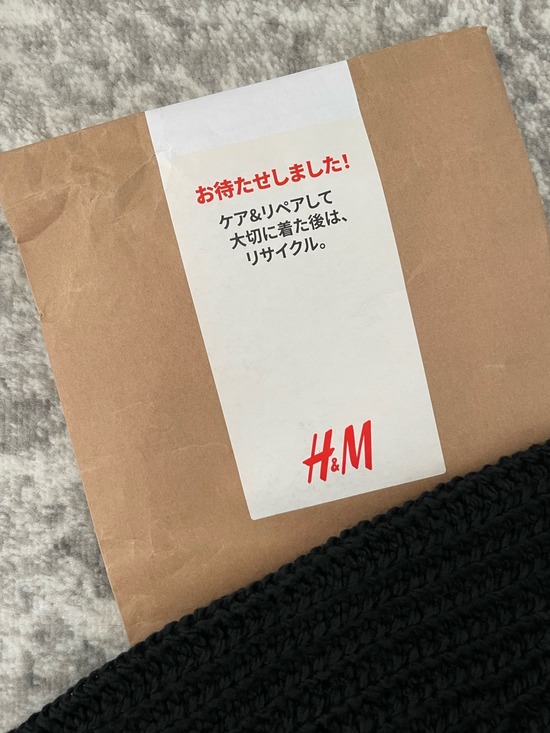 お待たせしました!
ケア&リペアして
大切に着た後は、
リサイクル。
H&M